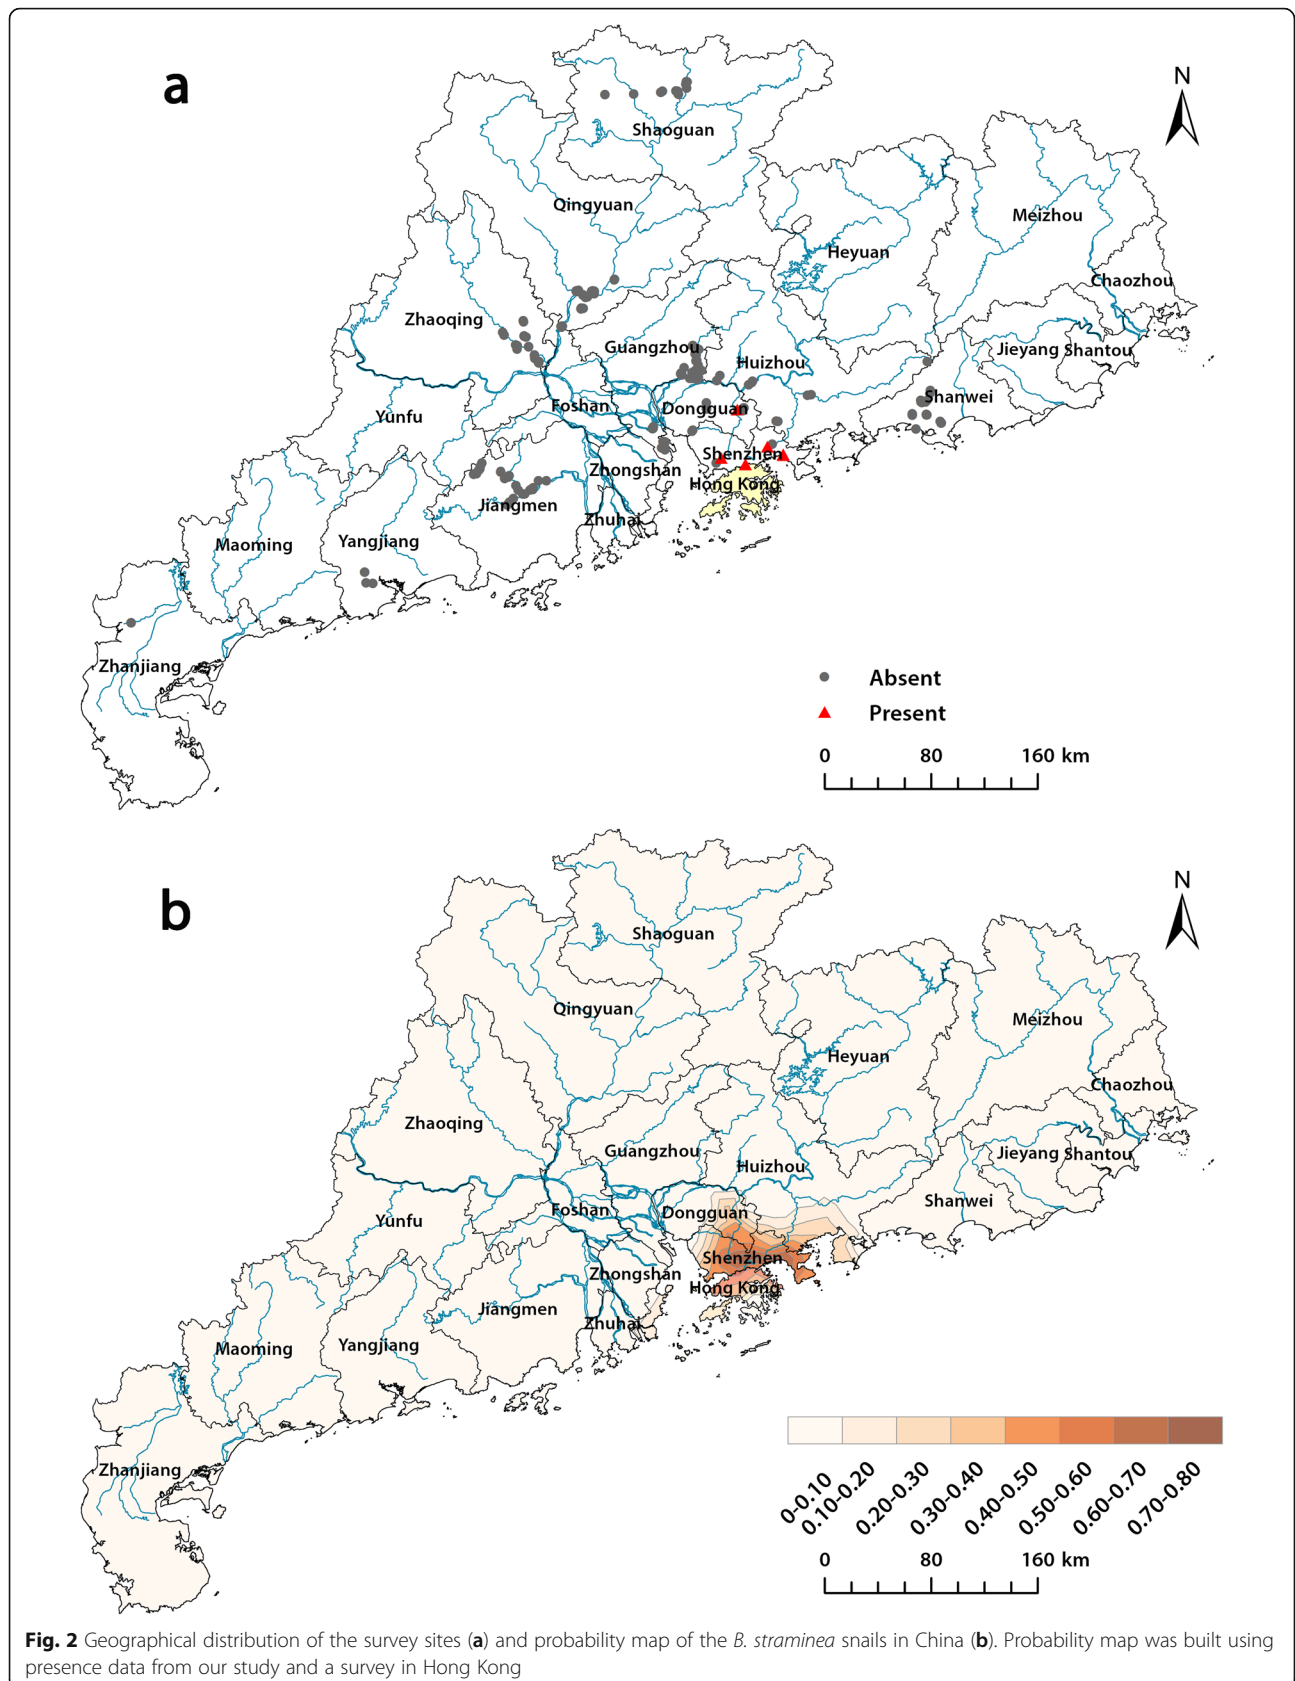 a
N
Shaoguan
Qingyuan
Meizhou
Heyuan
Chaozhou
Zhaoqing
Guangzhou
Huizhou
Jieyang Shantou
Yunfu
Foshan
Dongguan
Shanwei
Shenzhen
Zhongshan
Hong Kong
Jiangmen
Zhuhai
Maoming
Yangjiang
Zhanjiang
Absent
Present
0 80 160 km
b
N
Shaoguan
Qingyuan
Meizhou
Heyuan
Chaozhou
Zhaoqing
Guangzhou
Huizhou
Jieyang Shantou
Yunfu
Foshan
Dongguan
Shanwei
Shenzhen
Zhongshan
Hong Kong
Jiangmen
Zhuhai
Maoming
Yangjiang
Zhanjiang
0-0.10
0.10-0.20
0.20-0.30
0.30-0.40
0.40-0.50
0.50-0.60
0.60-0.70
0.70-0.80
0 80 160 km
Fig. 2 Geographical distribution of the survey sites (a) and probability map of the B. straminea snails in China (b). Probability map was built using
presence data from our study and a survey in Hong Kong